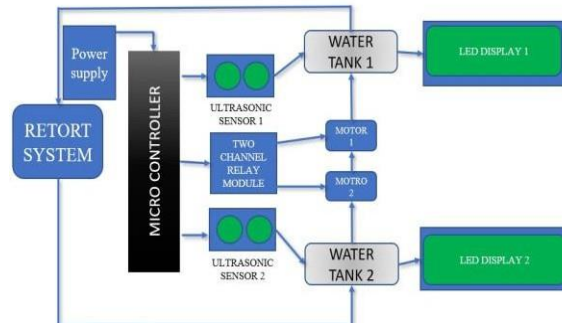 Power
supply
RETORT
SYSTEM
MICRO CONTROLLER
ULTRASONIC
SENSOR 1
TWO
CHANNEL
RELAY
MODULE
ULTRASONIC
SENSOR 2
WATER
TANK 1
MOTOR
1
MOTRO
2
WATER
TANK 2
LED DISPLAY 1
LED DISPLAY 2